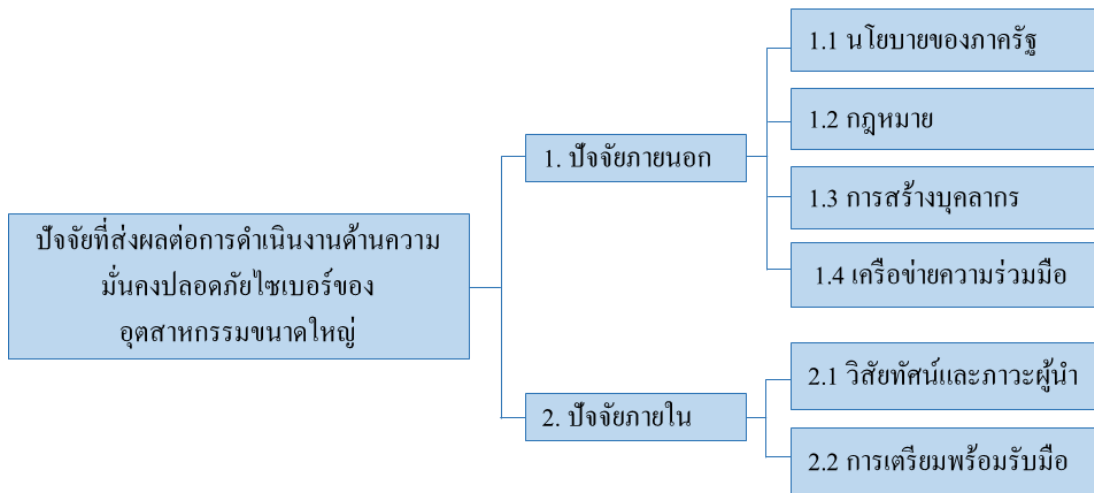 ปัจจัยที่ส่งผลต่อการดำเนินงานด้านความ
มั่นคงปลอดภัยไซเบอร์ของ
อุตสาหกรรมขนาดใหญ่
1. ปัจจัยภายนอก
1.1 นโยบายของภาครัฐ
1.2 กฎหมาย
1.3 การสร้างบุคลากร
1.4 เครือข่ายความร่วมมือ
2. ปัจจัยภายใน
2.1 วิสัยทัศน์และภาวะผู้นำ
2.2 การเตรียมพร้อมรับมือ